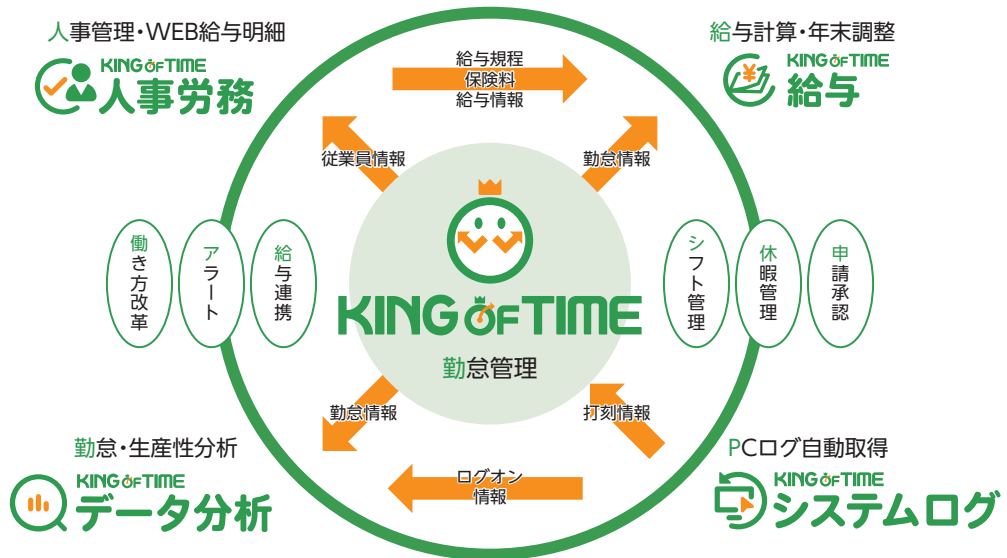 人事管理・WEB給与明細
KING OF TIME
人事労務
給与規程
保険料
給与情報
給与計算・年末調整
KING OF TIME
給与
従業員情報
勤怠情報
働き方改革
アラート
給与連携
KING OF TIME
勤怠管理
シフト管理
休暇管理
申請承認
勤怠情報
打刻情報
勤怠・生産性分析
KING OF TIME
データ分析
ログオン
情報
PCログ自動取得
KING OF TIME
システムログ